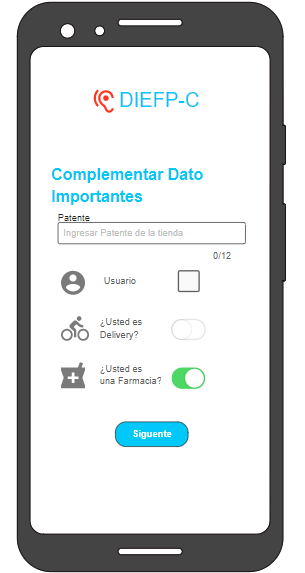 DIEFP-C
Complementar Dato
Importantes
Patente
Ingresar Patente de la tienda
0/12
Usuario
¿Usted es
Delivery?
¿Usted es
una Farmacia?
Siguente